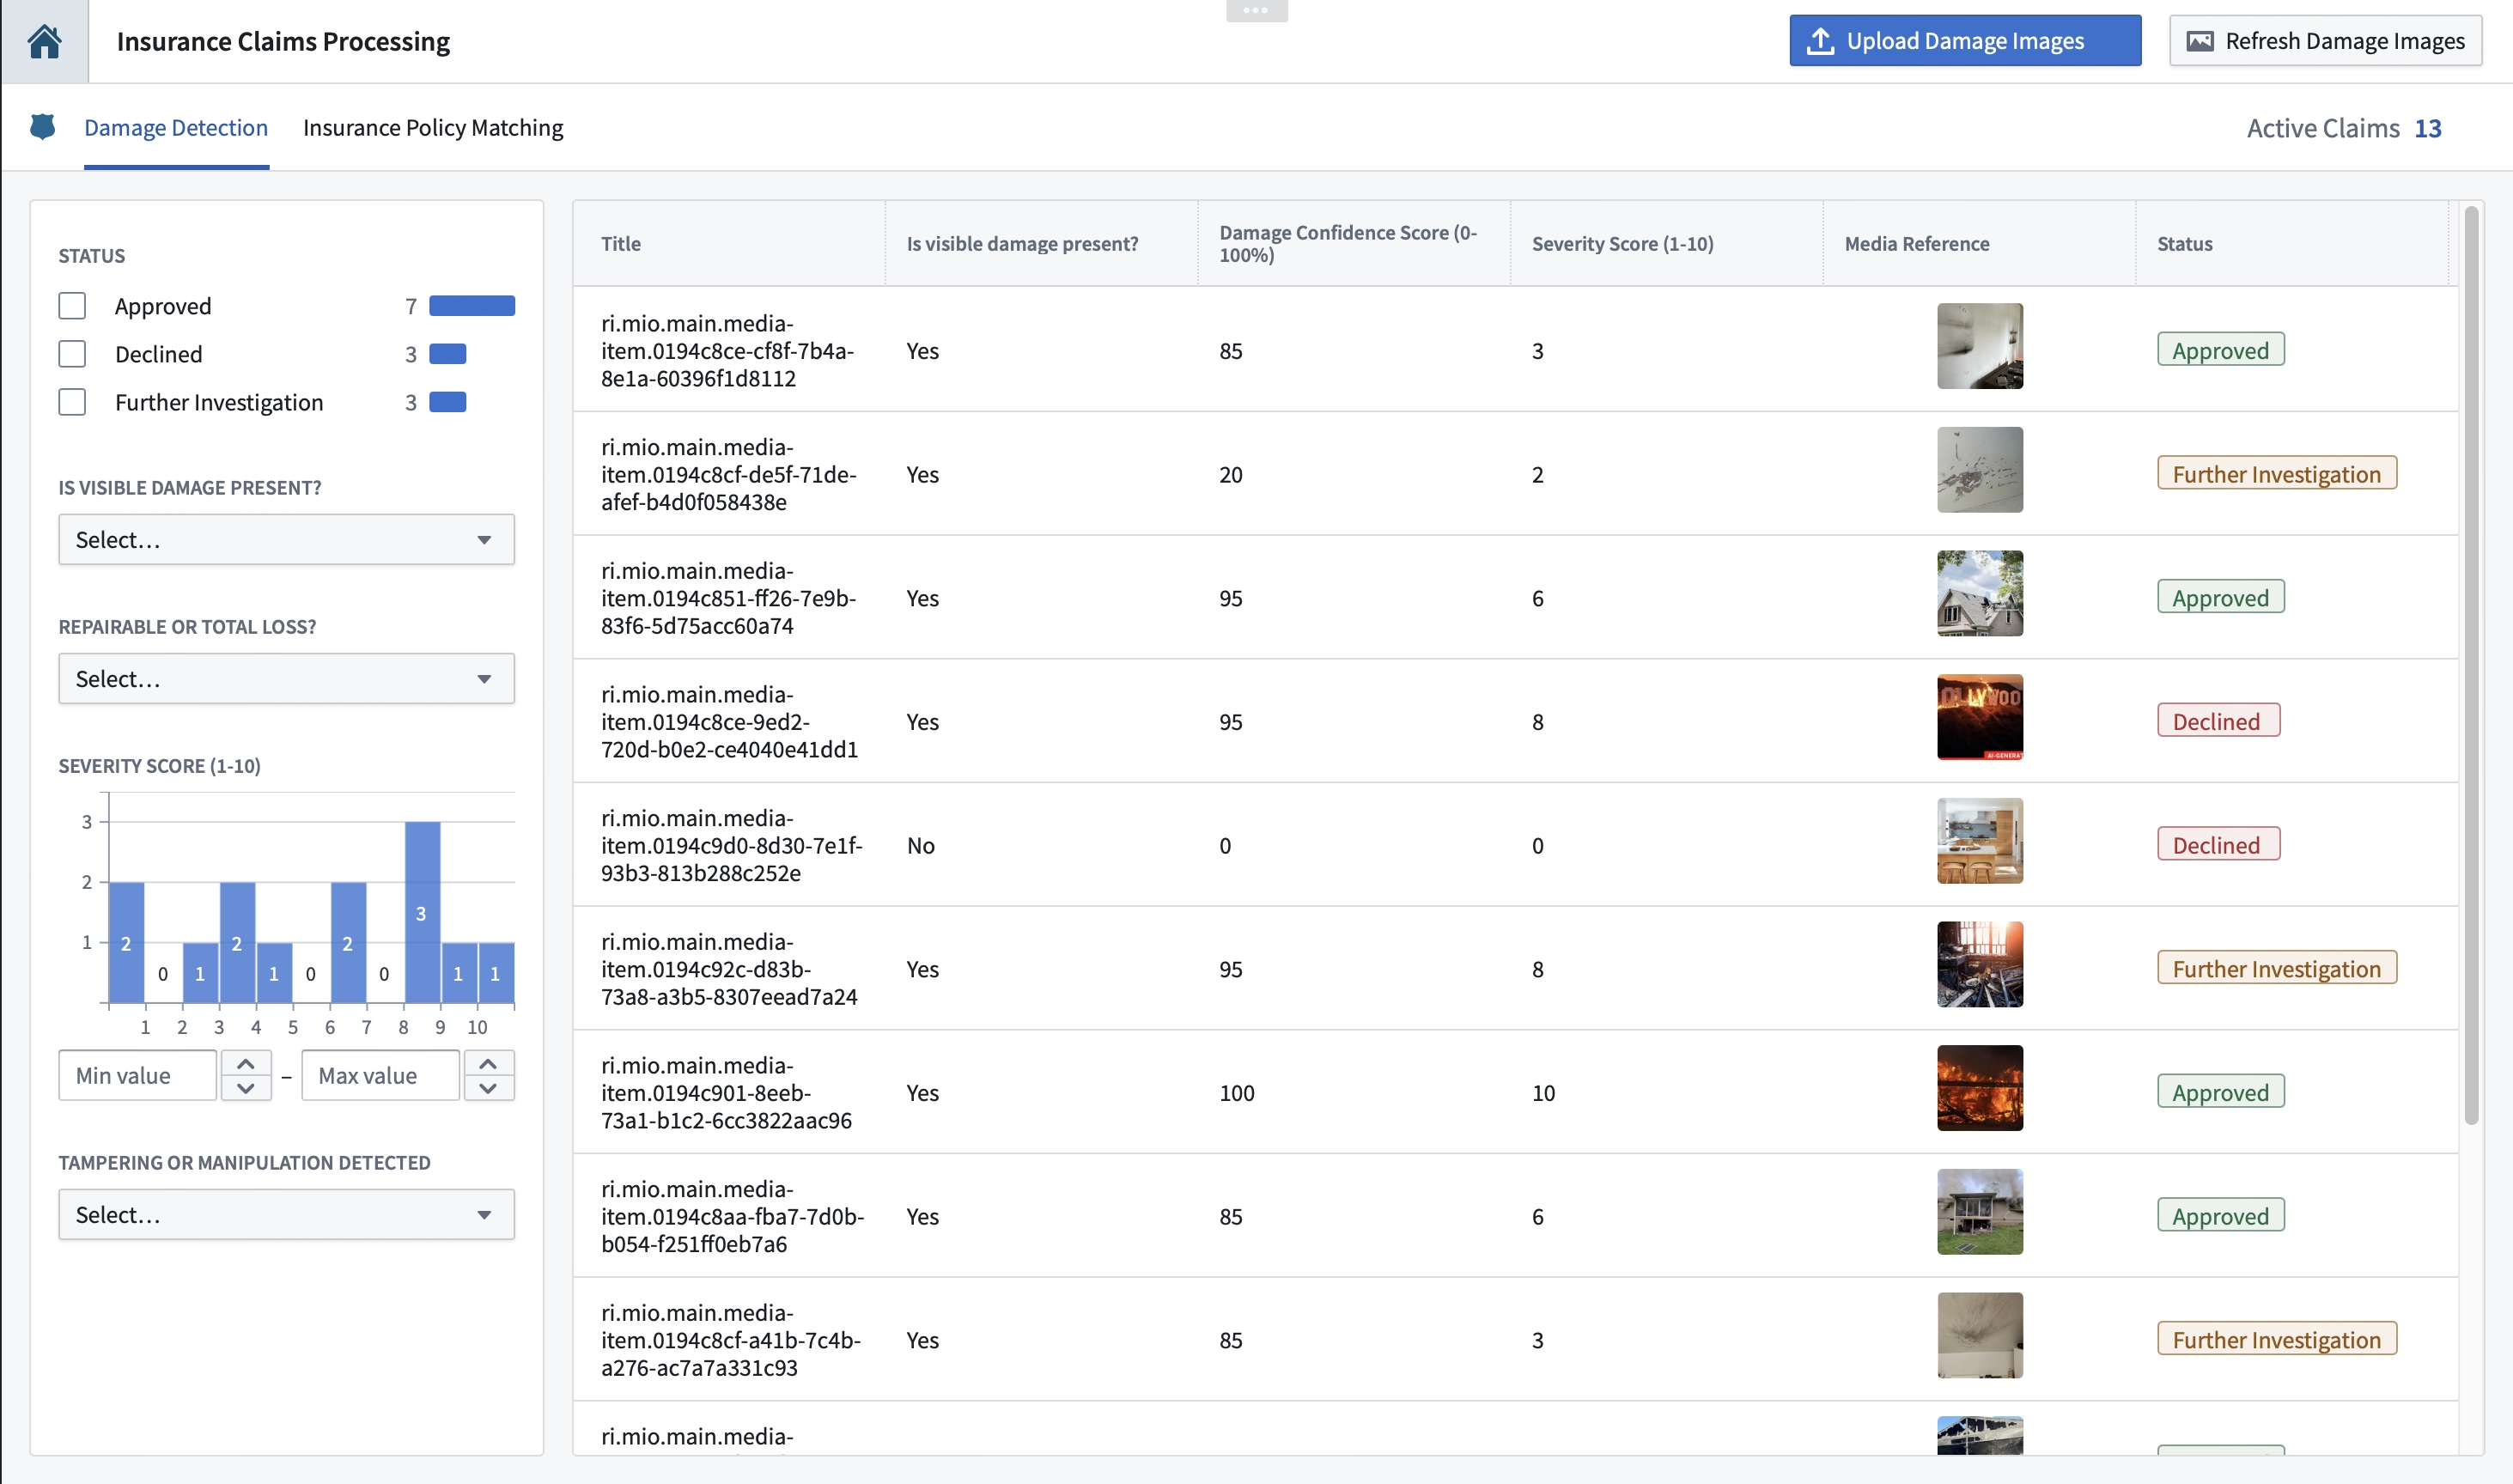 Insurance Claims Processing
Upload Damage Images
Refresh Damage Images
Damage Detection
Insurance Policy Matching
Active Claims 13
STATUS
Approved 7
Declined 3
Further Investigation 3
IS VISIBLE DAMAGE PRESENT?
Select...
REPAIRABLE OR TOTAL LOSS?
Select...
SEVERITY SCORE (1-10)
3
2
1
2 0 1 2 1 0 2 0 3 1 1
1 2 3 4 5 6 7 8 9 10
Min value – Max value
TAMPERING OR MANIPULATION DETECTED
Select...
Title
Is visible damage present?
Damage Confidence Score (0-
100%)
Severity Score (1-10)
Media Reference
Status
ri.mio.main.media-
item.0194c8ce-cf8f-7b4a-
8e1a-60396f1d8112
Yes
85
3
Approved
ri.mio.main.media-
item.0194c8cf-de5f-71de-
afef-b4d0f058438e
Yes
20
2
Further Investigation
ri.mio.main.media-
item.0194c851-ff26-7e9b-
83f6-5d75acc60a74
Yes
95
6
Approved
ri.mio.main.media-
item.0194c8ce-9ed2-
720d-b0e2-ce4040e41dd1
Yes
95
8
OLLYWOO
AI-GENERAT
Declined
ri.mio.main.media-
item.0194c9d0-8d30-7e1f-
93b3-813b288c252e
No
0
0
Declined
ri.mio.main.media-
item.0194c92c-d83b-
73a8-a3b5-8307eead7a24
Yes
95
8
Further Investigation
ri.mio.main.media-
item.0194c901-8eeb-
73a1-b1c2-6cc3822aac96
Yes
100
10
Approved
ri.mio.main.media-
item.0194c8aa-fba7-7d0b-
b054-f251ff0eb7a6
Yes
85
6
Approved
ri.mio.main.media-
item.0194c8cf-a41b-7c4b-
a276-ac7a7a331c93
Yes
85
3
Further Investigation
ri.mio.main.media-